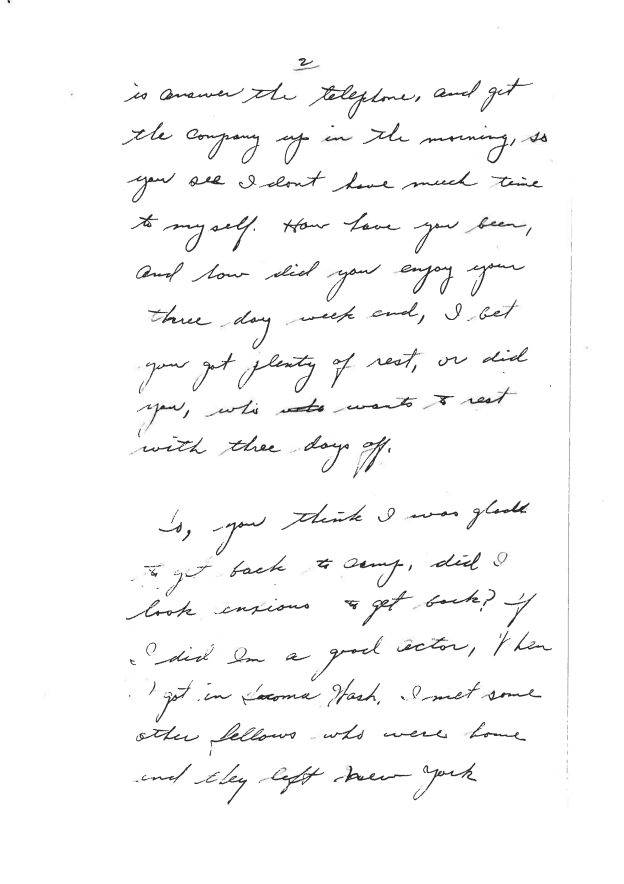 2
is answer the telephone, and get
the company up in the morning, so
you see I dont have much time
to myself. How have you been,
and how did you enjoy your
three day week end, I bet
you got plenty of rest, or did
you, who wants to rest
with three days off.
So, you think I was glad
to get back to camp, did I
look enxious to get back? If
I did Im a good actor, When
I got in Tacoma Wash. I met some
other fellows who were home
and they left New York